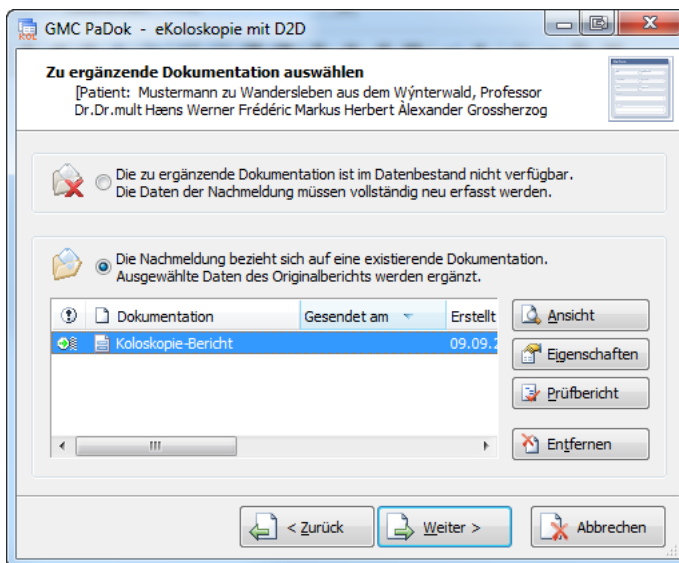 GMC PaDok - eKoloskopie mit D2D
Zu ergänzende Dokumentation auswählen
[Patient: Mustermann zu Wandersleben aus dem Wýnterwald, Professor
Dr.Dr.mult Hæns Werner Frédéric Markus Herbert Àlexander Grossherzog
Die zu ergänzende Dokumentation ist im Datenbestand nicht verfügbar.
Die Daten der Nachmeldung müssen vollständig neu erfasst werden.
Die Nachmeldung bezieht sich auf eine existierende Dokumentation.
Ausgewählte Daten des Originalberichts werden ergänzt.
Dokumentation Gesendet am Erstellt
Koloskopie-Bericht 09.09.2
Ansicht
Eigenschaften
Prüfbericht
Entfernen
< Zurück
Weiter >
Abbrechen